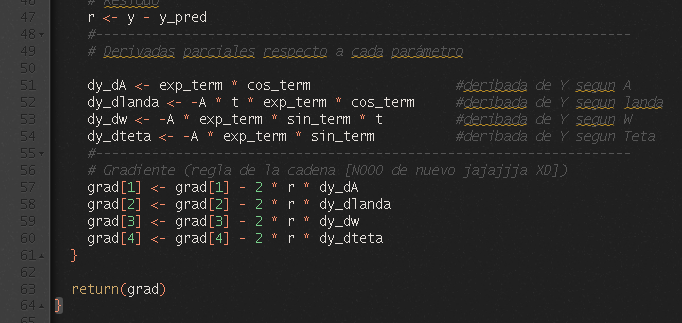 46 # Residuo
47 r <- y - y_pred
48 #---------------------------------------------------------------
49 # Derivadas parciales respecto a cada parámetro
50
51 dy_dA <- exp_term * cos_term #deribada de Y segun A
52 dy_dlanda <- -A * t * exp_term * cos_term #deribada de Y segun landa
53 dy_dw <- -A * exp_term * sin_term * t #deribada de Y segun W
54 dy_dteta <- -A * exp_term * sin_term #deribada de Y segun Teta
55 #---------------------------------------------------------------
56 # Gradiente (regla de la cadena [NOOO de nuevo jajajjja XD])
57 grad[1] <- grad[1] - 2 * r * dy_dA
58 grad[2] <- grad[2] - 2 * r * dy_dlanda
59 grad[3] <- grad[3] - 2 * r * dy_dw
60 grad[4] <- grad[4] - 2 * r * dy_dteta
61 }
62
63 return(grad)
64 }
65